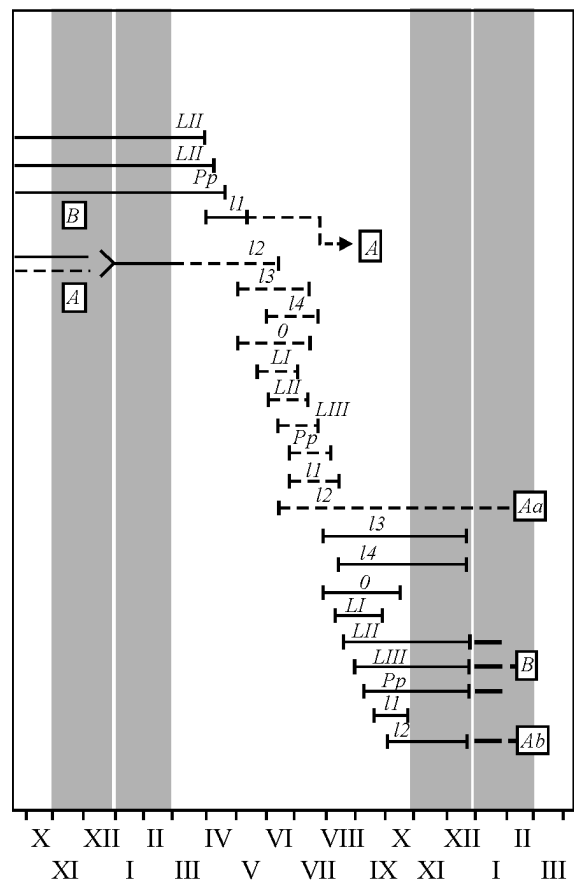 LII
LII
Pp
B
l1
A
l2
A
l3
l4
0
LI
LII
LIII
Pp
l1
l2
Aa
l3
l4
0
LI
LII
LIII
B
Pp
l1
l2
Ab
X XII II IV VI VIII X XII II
XI I III V VII IX XI I III